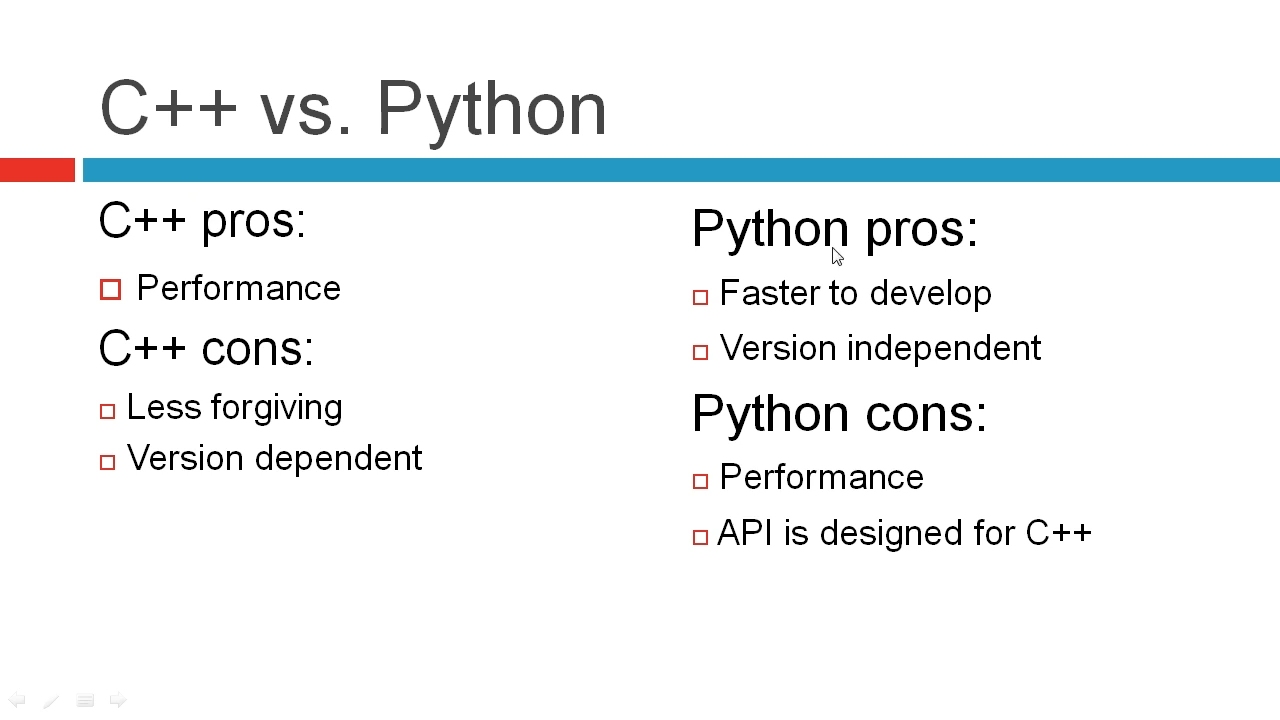 C++ vs. Python
C++ pros:
Performance
C++ cons:
Less forgiving
Version dependent
Python pros:
Faster to develop
Version independent
Python cons:
Performance
API is designed for C++